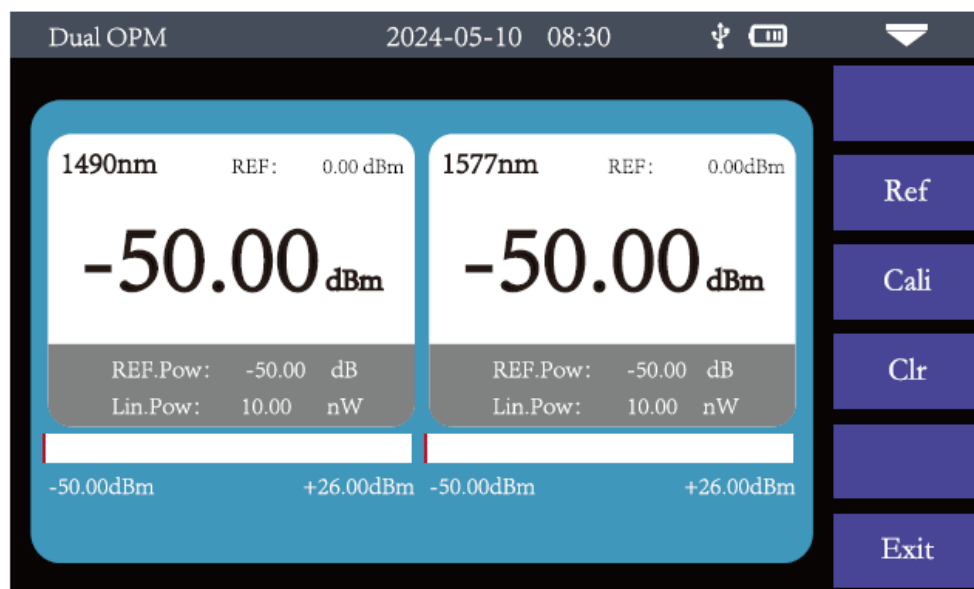 Dual OPM 2024-05-10 08:30
1490nm REF: 0.00 dBm
-50.00 dBm
REF.Pow: -50.00 dB
Lin.Pow: 10.00 nW
-50.00dBm +26.00dBm
1577nm REF: 0.00dBm
-50.00 dBm
REF.Pow: -50.00 dB
Lin.Pow: 10.00 nW
-50.00dBm +26.00dBm
Ref
Cali
Clr
Exit